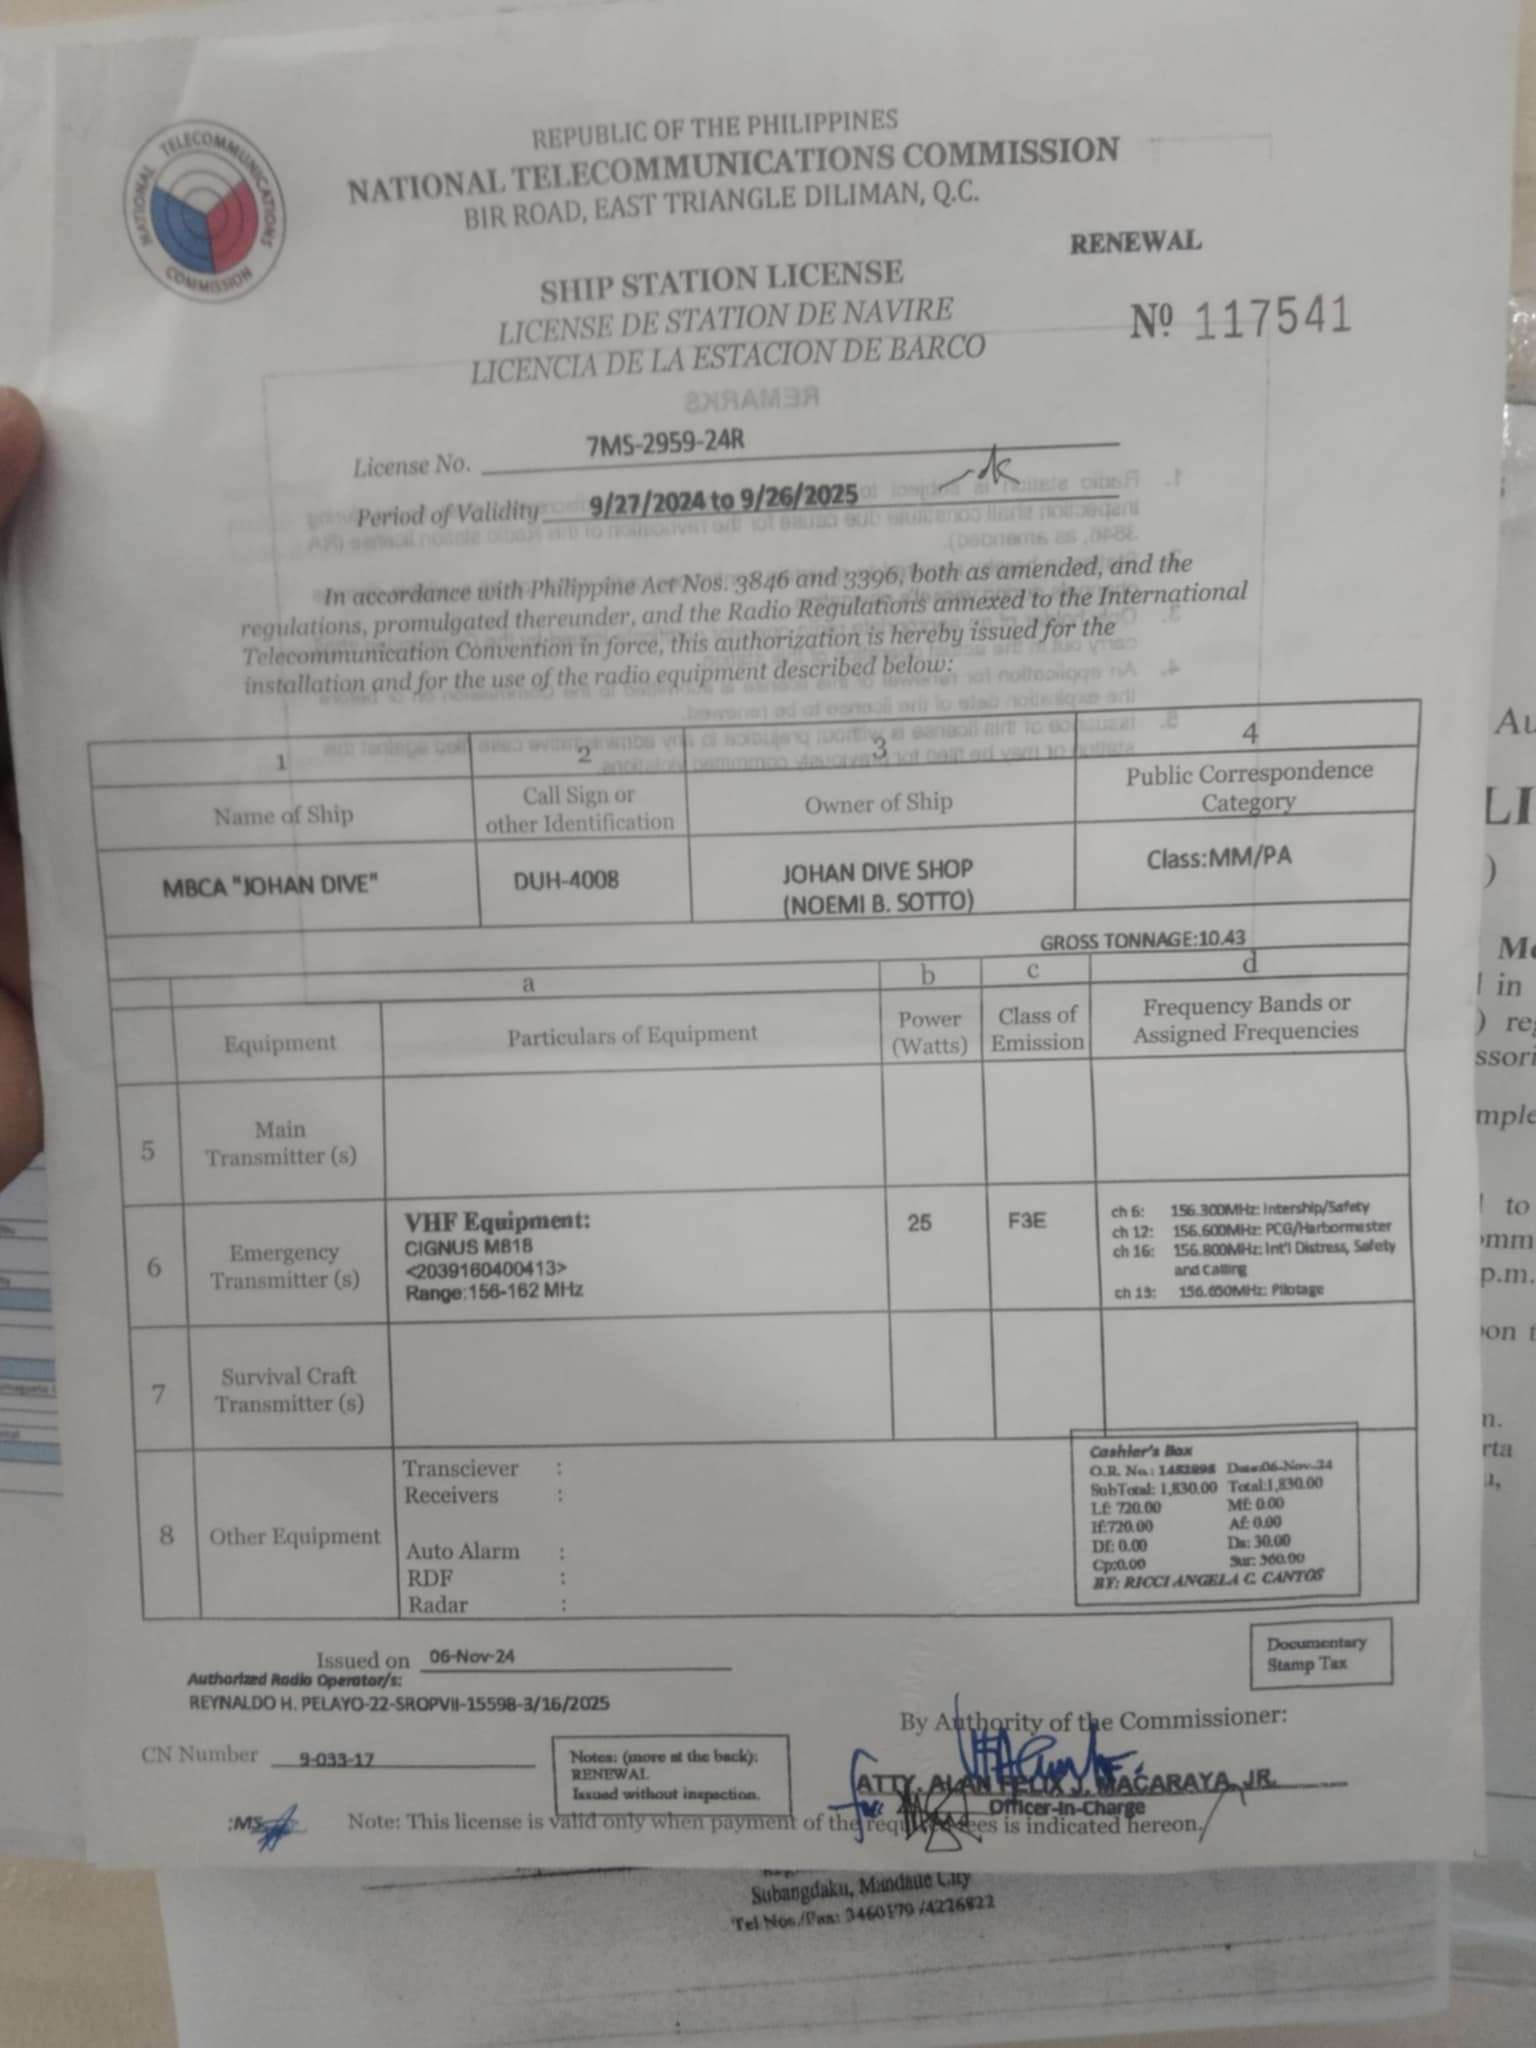 NATIONAL TELECOMMUNICATIONS COMMISSION
REPUBLIC OF THE PHILIPPINES
NATIONAL TELECOMMUNICATIONS COMMISSION
BIR ROAD, EAST TRIANGLE DILIMAN, Q.C.
RENEWAL
SHIP STATION LICENSE
LICENSE DE STATION DE NAVIRE
LICENCIA DE LA ESTACION DE BARCO
Nº 117541
License No. 7MS-2959-24R
Period of Validity 9/27/2024 to 9/26/2025
In accordance with Philippine Act Nos. 3846 and 3396, both as amended, and the
regulations, promulgated thereunder, and the Radio Regulations annexed to the International
Telecommunication Convention in force, this authorization is hereby issued for the
installation and for the use of the radio equipment described below:
1 2 3 4
Name of Ship
Call Sign or
other Identification
Owner of Ship
Public Correspondence
Category
MBCA "JOHAN DIVE"
DUH-4008
JOHAN DIVE SHOP
(NOEMI B. SOTTO)
Class:MM/PA
GROSS TONNAGE:10.43
a b c d
Equipment
Particulars of Equipment
Power
(Watts)
Class of
Emission
Frequency Bands or
Assigned Frequencies
5
Main
Transmitter (s)
6
Emergency
Transmitter (s)
VHF Equipment:
CIGNUS M818
<2039160400413>
Range:156-162 MHz
25
F3E
ch 6: 156.300MHz: Intership/Safety
ch 12: 156.600MHz: PCG/Harbormaster
ch 16: 156.800MHz: Int'l Distress, Safety
and Calling
ch 13: 156.650MHz: Pilotage
7
Survival Craft
Transmitter (s)
8
Other Equipment
Transciever :
Receivers :
Auto Alarm :
RDF :
Radar :
Cashier's Box
O.R. No.: Date:06-Nov-24
SubTotal: 1,830.00 Total:1,830.00
Lf: 720.00 Mf: 0.00
If:720.00 Af: 0.00
Df: 0.00 Ds: 30.00
Cp:0.00 Sur: 360.00
BY: RICCI ANGELA C. CANTOS
Documentary
Stamp Tax
Issued on 06-Nov-24
Authorized Radio Operator/s:
REYNALDO H. PELAYO-22-SROPVII-15598-3/16/2025
By Authority of the Commissioner:
CN Number 9-033-17
Notes: (more at the back):
RENEWAL
Issued without inspection.
ATTY. ALAN FELIX J. MACARAYA, JR.
Officer-In-Charge
:MS
Note: This license is valid only when payment of the required fees is indicated hereon.
Subangdaku, Mandaue City
Tel Nos./Fax: 3460170 /4226822